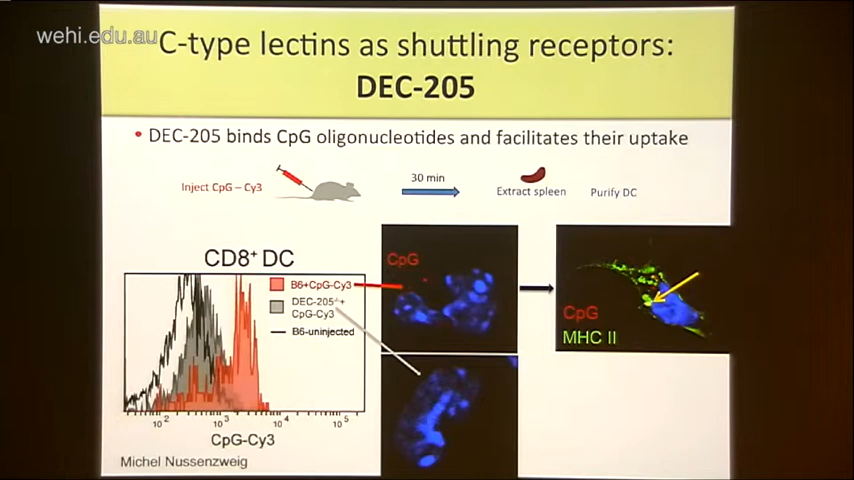 wehi.edu.au
C-type lectins as shuttling receptors:
DEC-205
• DEC-205 binds CpG oligonucleotides and facilitates their uptake
Inject CpG – Cy3
30 min
Extract spleen
Purify DC
CD8⁺ DC
B6+CpG-Cy3
DEC-205⁻/⁻+
CpG-Cy3
B6-uninjected
10² 10³ 10⁴ 10⁵
CpG-Cy3
CpG
CpG
MHC II
Michel Nussenzweig